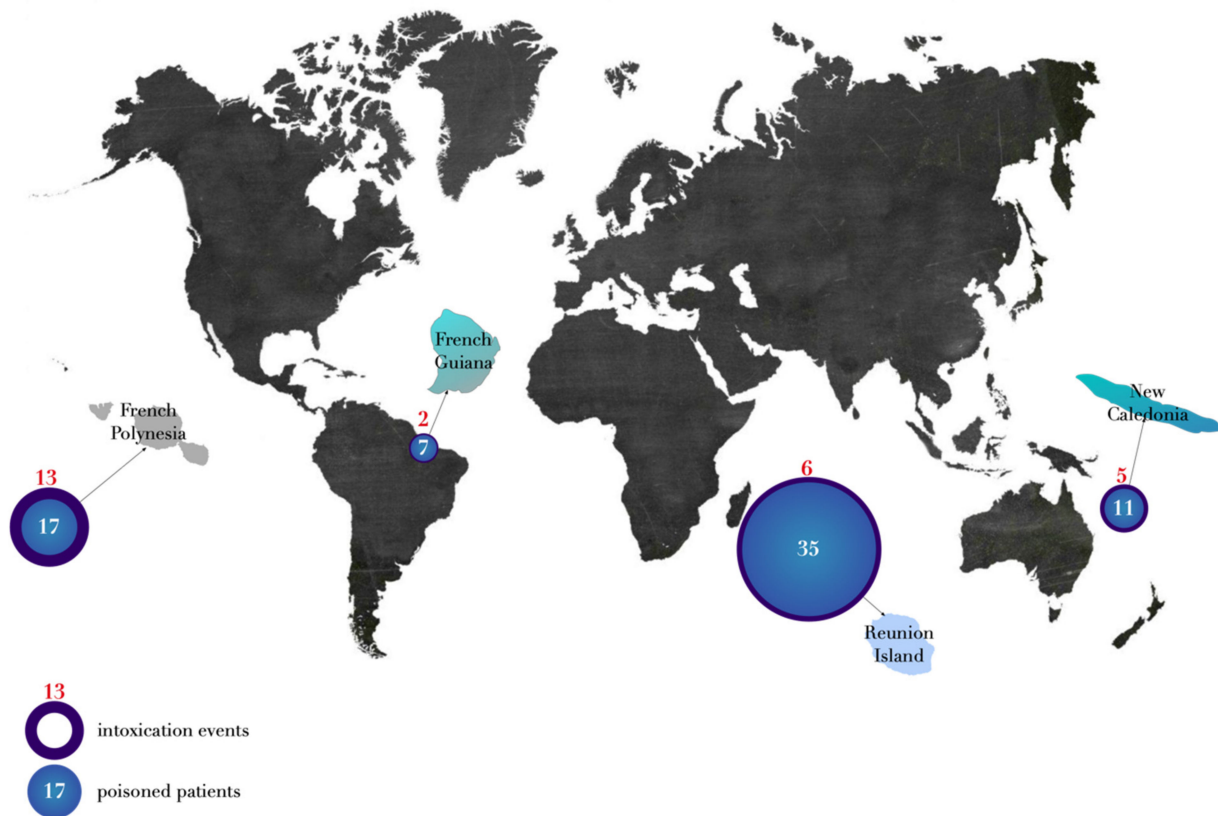 French
Guiana
2
7
French
Polynesia
13
17
New
Caledonia
5
11
6
35
Reunion
Island
13
intoxication events
17
poisoned patients